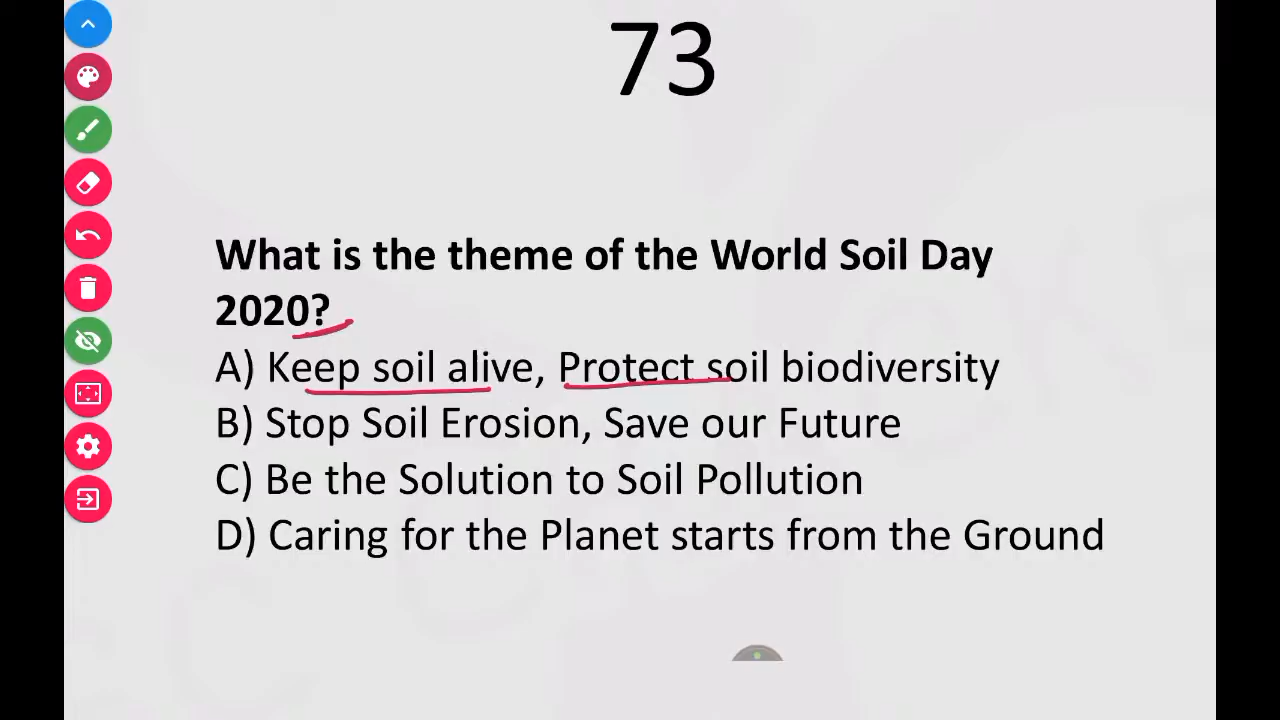 73
What is the theme of the World Soil Day
2020?
A) Keep soil alive, Protect soil biodiversity
B) Stop Soil Erosion, Save our Future
C) Be the Solution to Soil Pollution
D) Caring for the Planet starts from the Ground